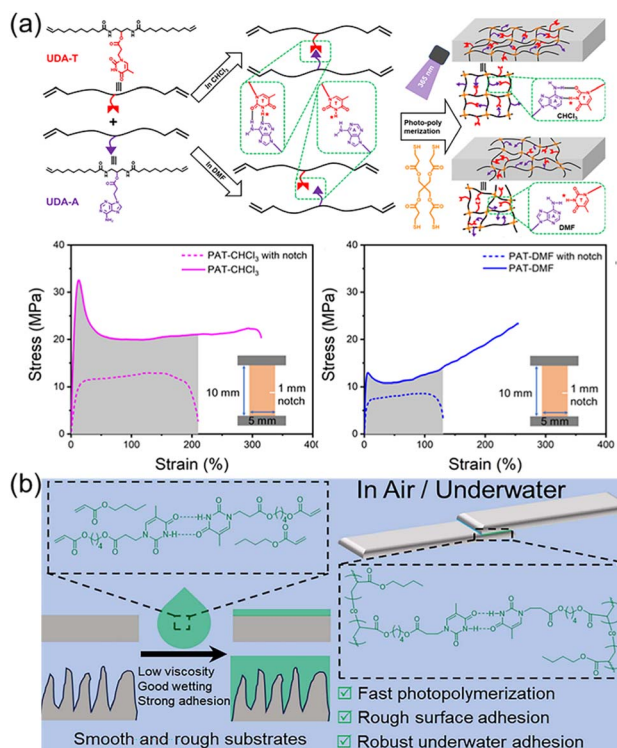 (a)
UDA-T
UDA-A
In CHCl₃
In DMF
365 nm
Photo-poly
merization
CHCl₃
DMF
Stress (MPa)
40
30
20
10
0
0 100 200 300 400
Strain (%)
PAT-CHCl₃ with notch
PAT-CHCl₃
10 mm
1 mm
notch
5 mm
Stress (MPa)
40
30
20
10
0
0 100 200 300 400
Strain (%)
PAT-DMF with notch
PAT-DMF
10 mm
1 mm
notch
5 mm
(b)
In Air / Underwater
Low viscosity
Good wetting
Strong adhesion
Smooth and rough substrates
☑ Fast photopolymerization
☑ Rough surface adhesion
☑ Robust underwater adhesion